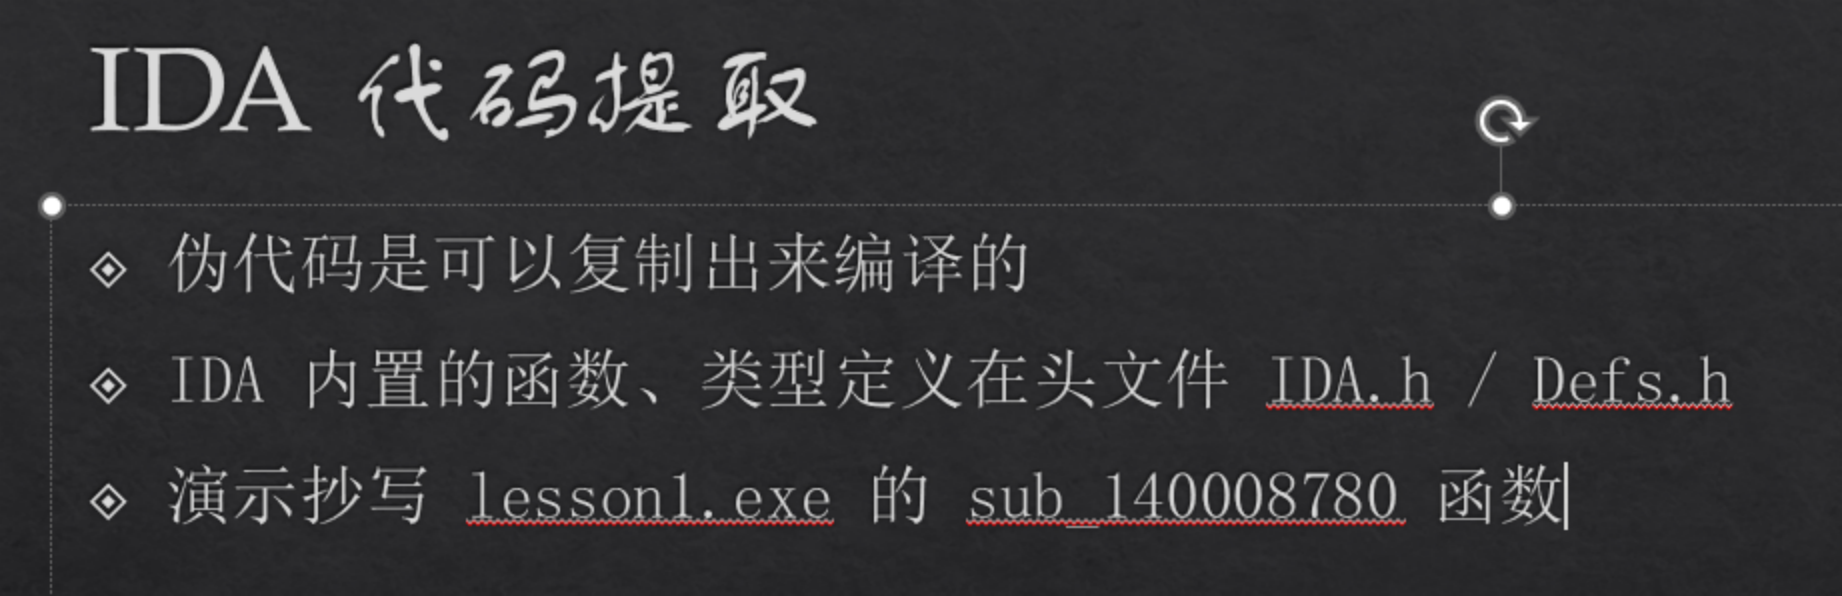 IDA 代码提取
伪代码是可以复制出来编译的
IDA 内置的函数、类型定义在头文件 IDA.h / Defs.h
演示抄写 lesson1.exe 的 sub_140008780 函数